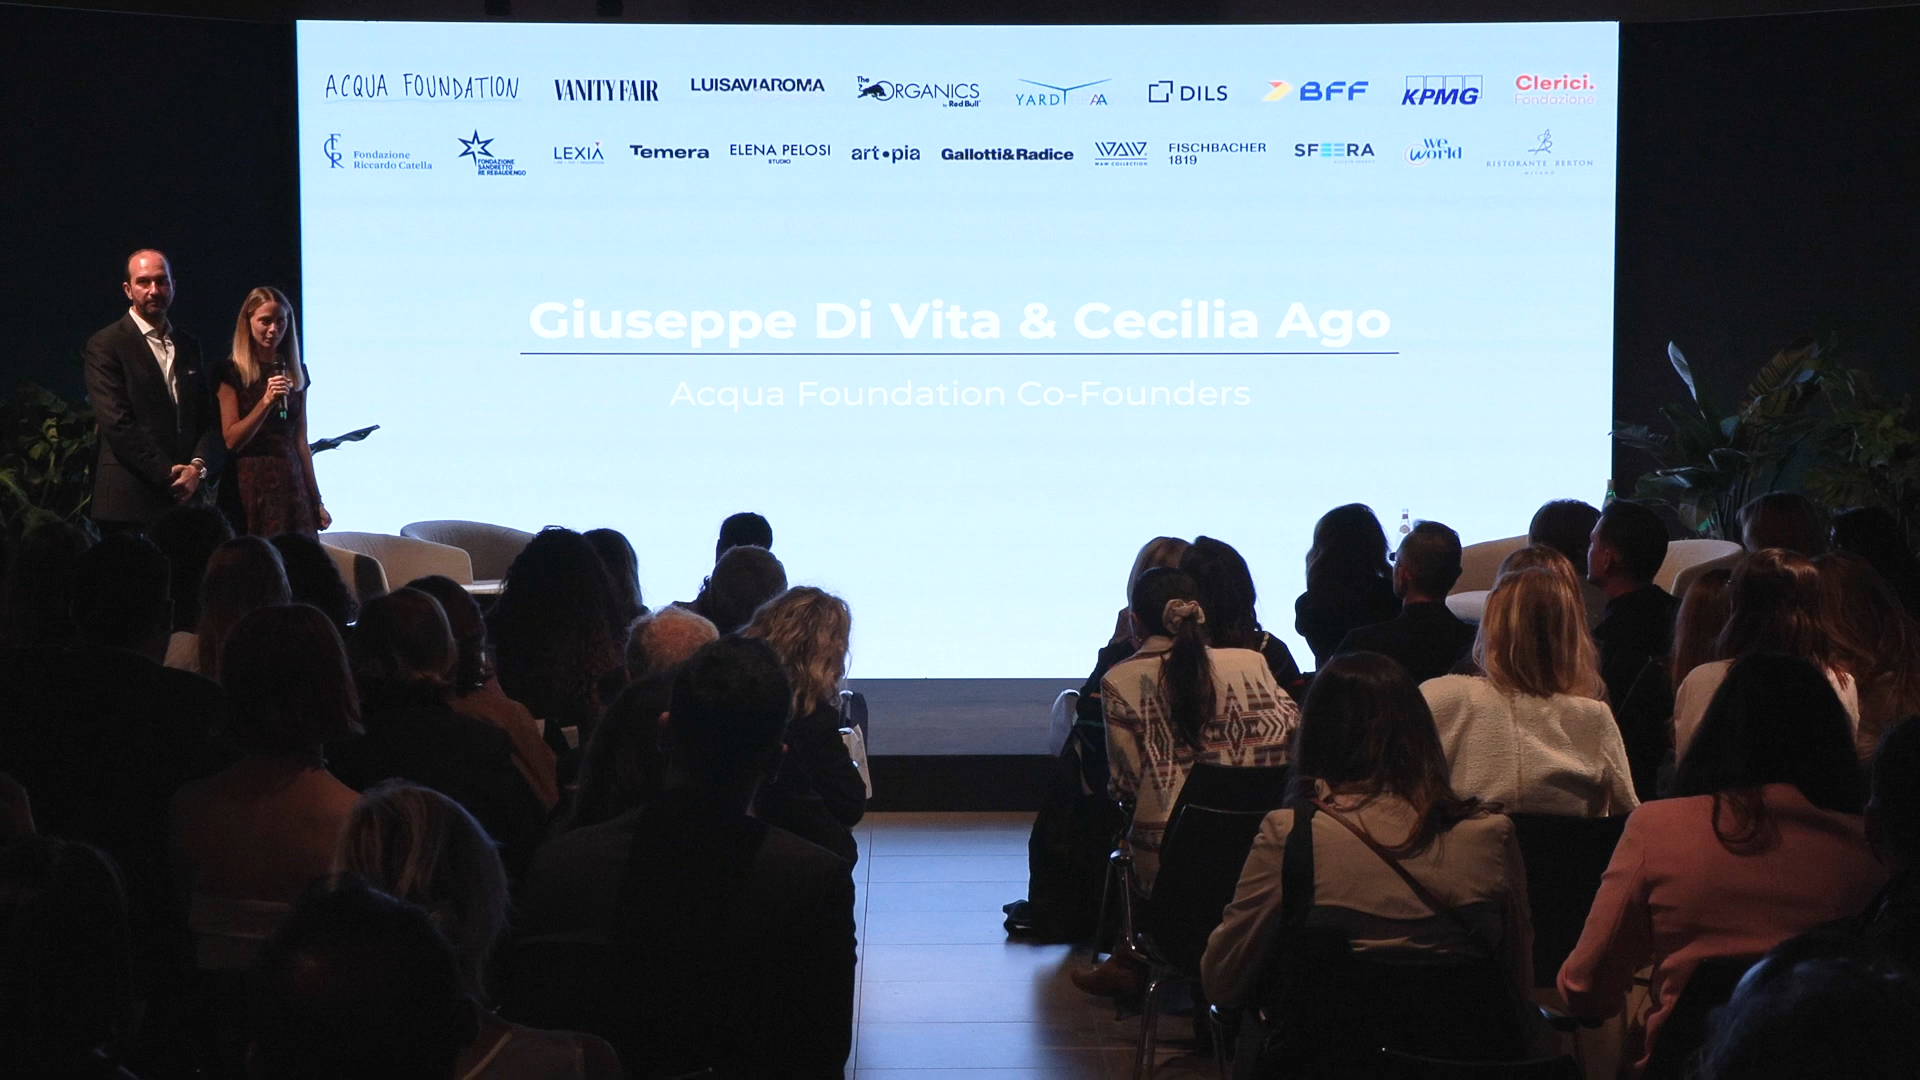 ACQUA FOUNDATION VANITY FAIR LUISAVIAROMA The ORGANICS by Red Bull YARD DILS BFF KPMG Clerici. Fondazione
FR Fondazione Riccardo Catella FONDAZIONE SANDRETTO RE REBAUDENGO LEXIA Temera ELENA PELOSI STUDIO art•pia Gallotti&Radice WAW COLLECTION FISCHBACHER 1819 SFEERA we world RISTORANTE BERTON MILANO
Giuseppe Di Vita & Cecilia Ago
Acqua Foundation Co-Founders